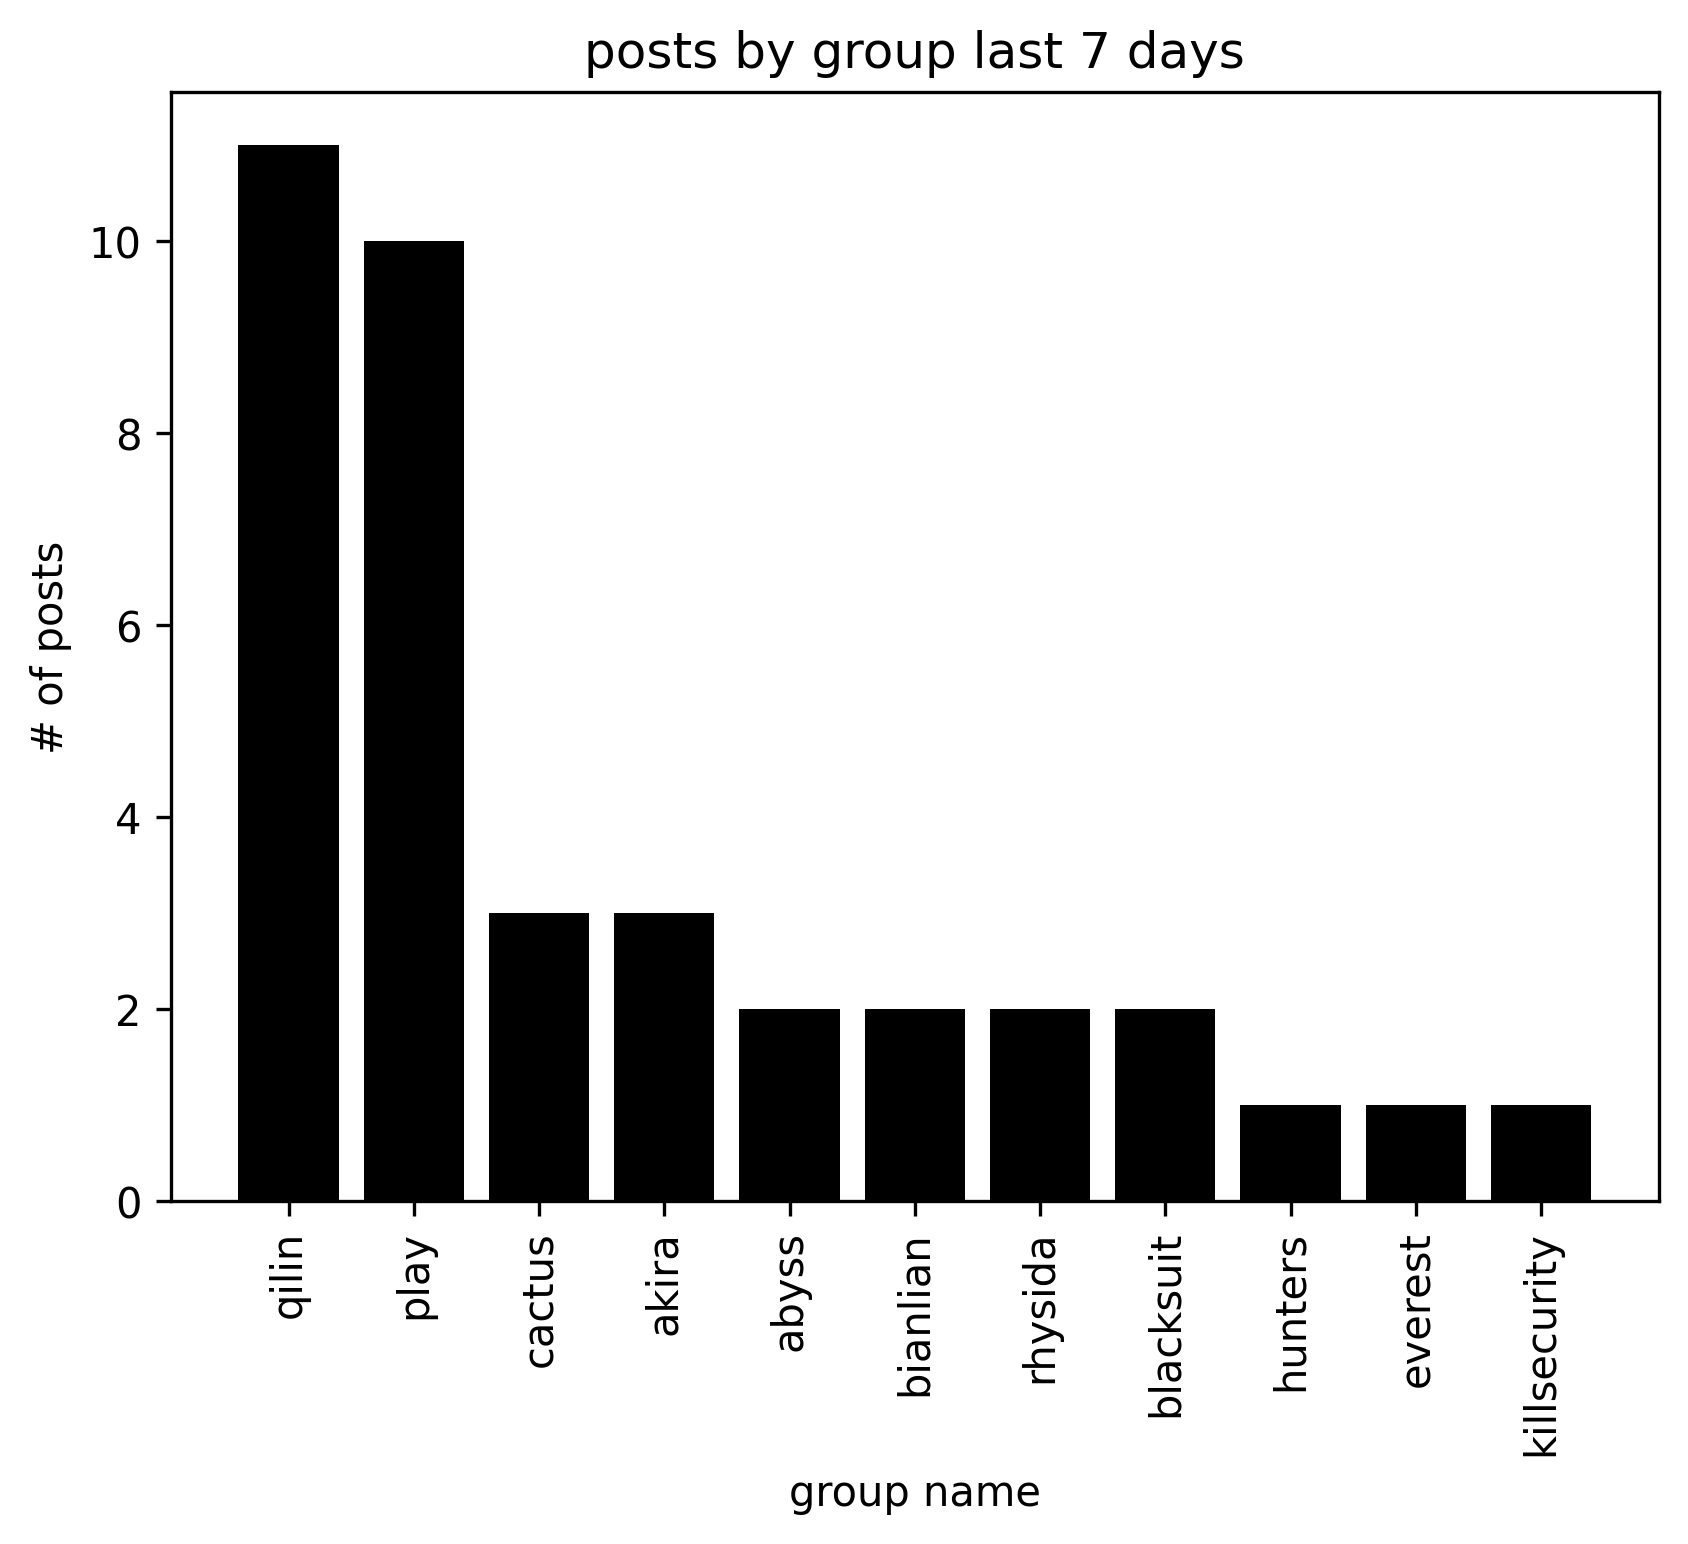 posts by group last 7 days
# of posts
10
8
6
4
2
0
qilin
play
cactus
akira
abyss
bianlian
rhysida
blacksuit
hunters
everest
killsecurity
group name